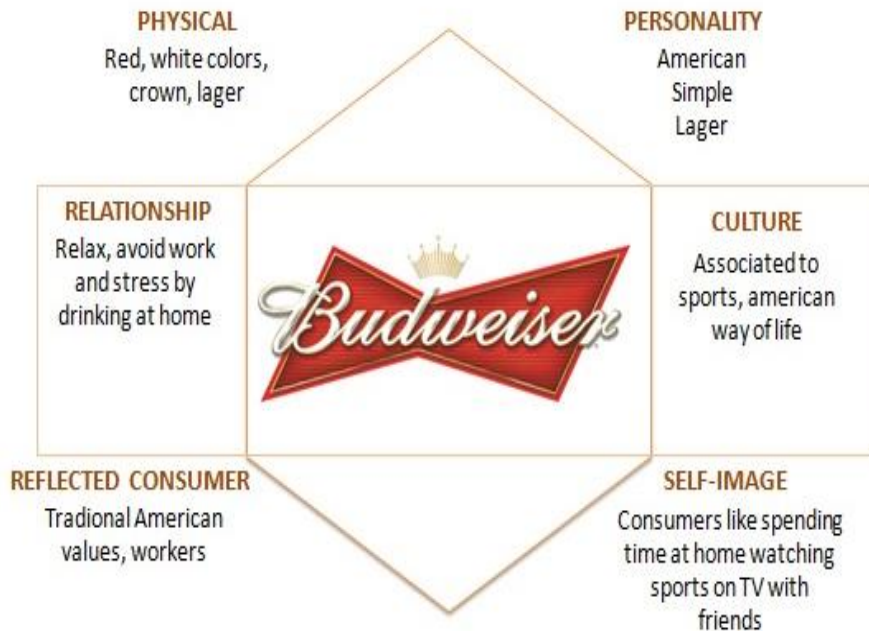 PHYSICAL
Red, white colors,
crown, lager
PERSONALITY
American
Simple
Lager
RELATIONSHIP
Relax, avoid work
and stress by
drinking at home
Budweiser
CULTURE
Associated to
sports, american
way of life
REFLECTED CONSUMER
Tradional American
values, workers
SELF-IMAGE
Consumers like spending
time at home watching
sports on TV with
friends